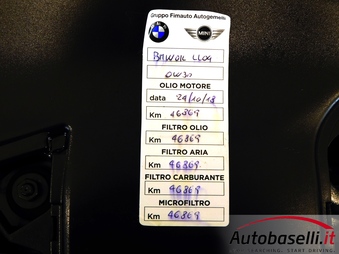 Gruppo Fimauto Autogemelli
MINI
0W30
OLIO MOTORE
data 24/10/18
Km 46869
FILTRO OLIO
Km 46869
FILTRO ARIA
Km 46869
FILTRO CARBURANTE
Km 46869
MICROFILTRO
Km 46869
Autobaselli.it